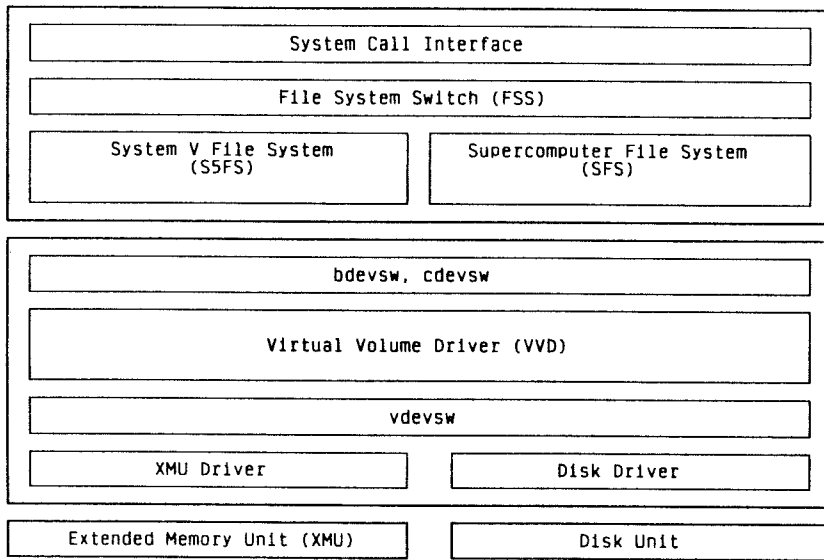 System Call Interface
File System Switch (FSS)
System V File System
(S5FS)
Supercomputer File System
(SFS)
bdevsw, cdevsw
Virtual Volume Driver (VVD)
vdevsw
XMU Driver
Disk Driver
Extended Memory Unit (XMU)
Disk Unit